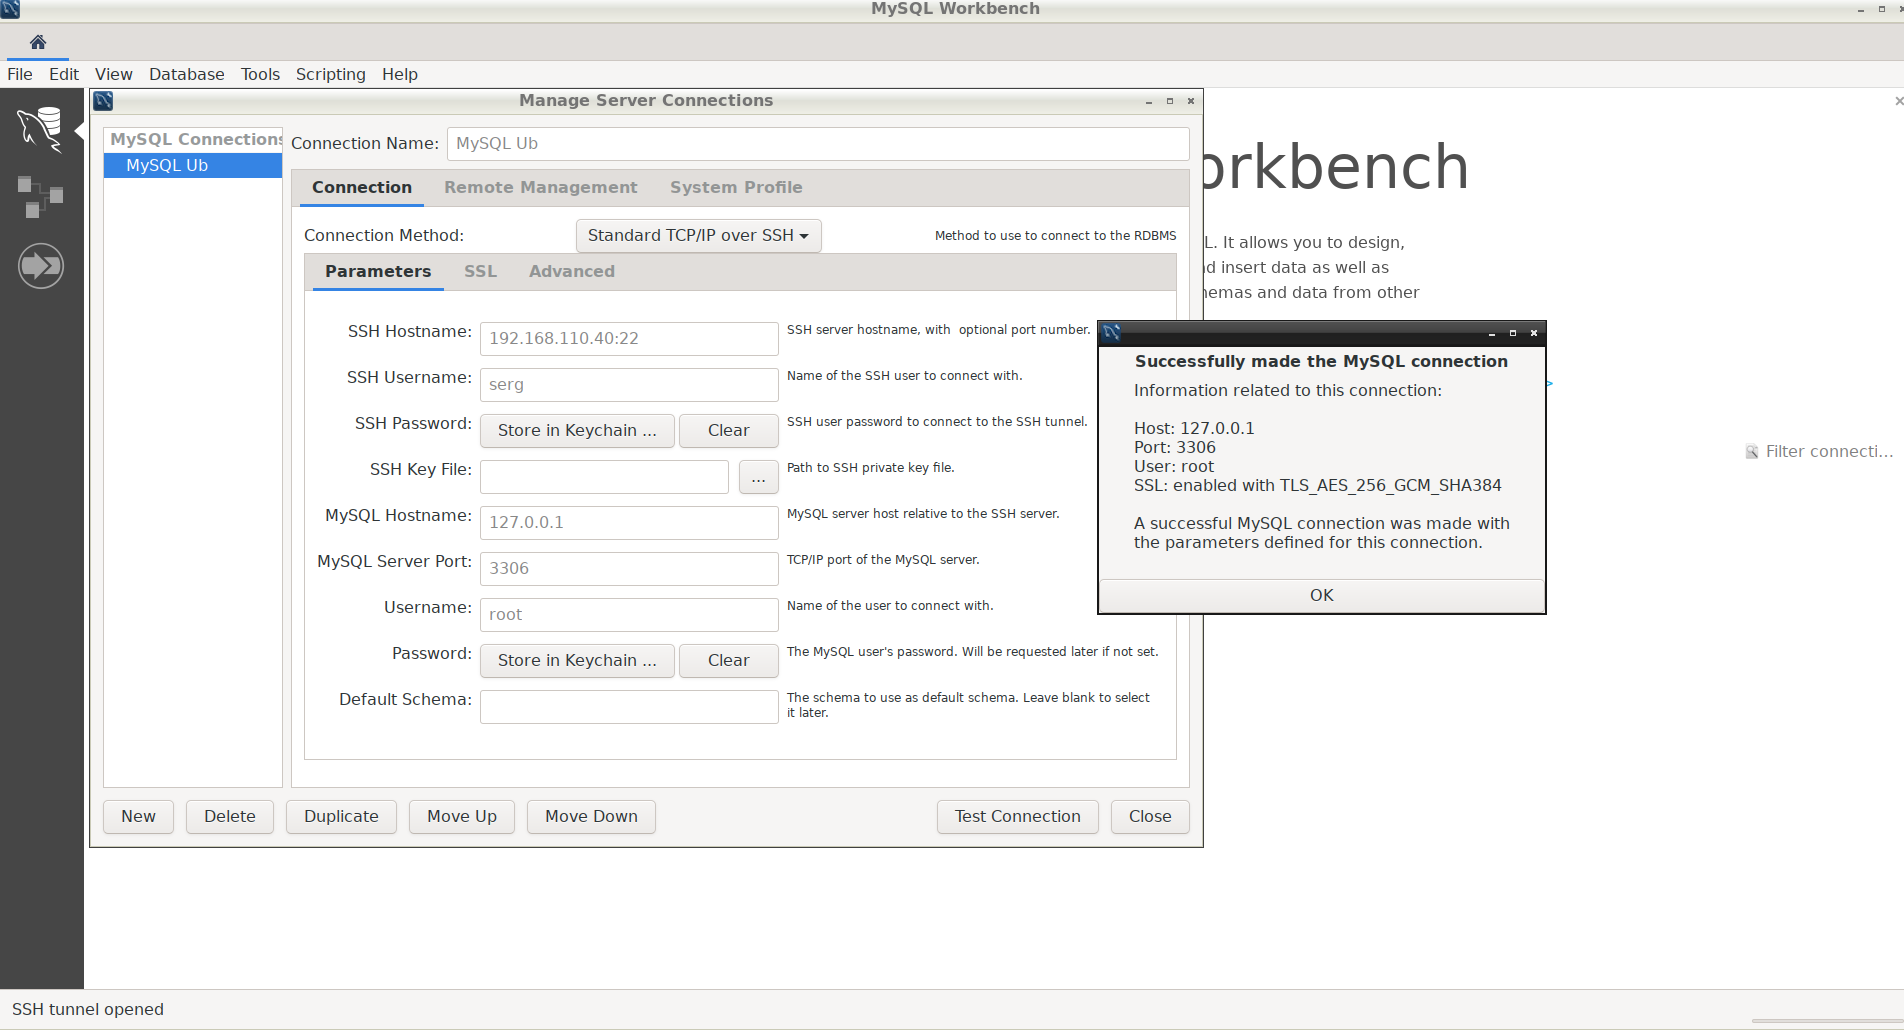 MySQL Workbench
File Edit View Database Tools Scripting Help
Manage Server Connections
MySQL Connections
MySQL Ub
Connection Name: MySQL Ub
Connection Remote Management System Profile
Connection Method: Standard TCP/IP over SSH Method to use to connect to the RDBMS
Parameters SSL Advanced
SSH Hostname: 192.168.110.40:22 SSH server hostname, with optional port number.
SSH Username: serg Name of the SSH user to connect with.
SSH Password: Store in Keychain ... Clear SSH user password to connect to the SSH tunnel.
SSH Key File: ... Path to SSH private key file.
MySQL Hostname: 127.0.0.1 MySQL server host relative to the SSH server.
MySQL Server Port: 3306 TCP/IP port of the MySQL server.
Username: root Name of the user to connect with.
Password: Store in Keychain ... Clear The MySQL user's password. Will be requested later if not set.
Default Schema: The schema to use as default schema. Leave blank to select
it later.
New Delete Duplicate Move Up Move Down Test Connection Close
orkbench
L. It allows you to design,
d insert data as well as
hemas and data from other
>
Filter connecti...
Successfully made the MySQL connection
Information related to this connection:
Host: 127.0.0.1
Port: 3306
User: root
SSL: enabled with TLS_AES_256_GCM_SHA384
A successful MySQL connection was made with
the parameters defined for this connection.
OK
SSH tunnel opened